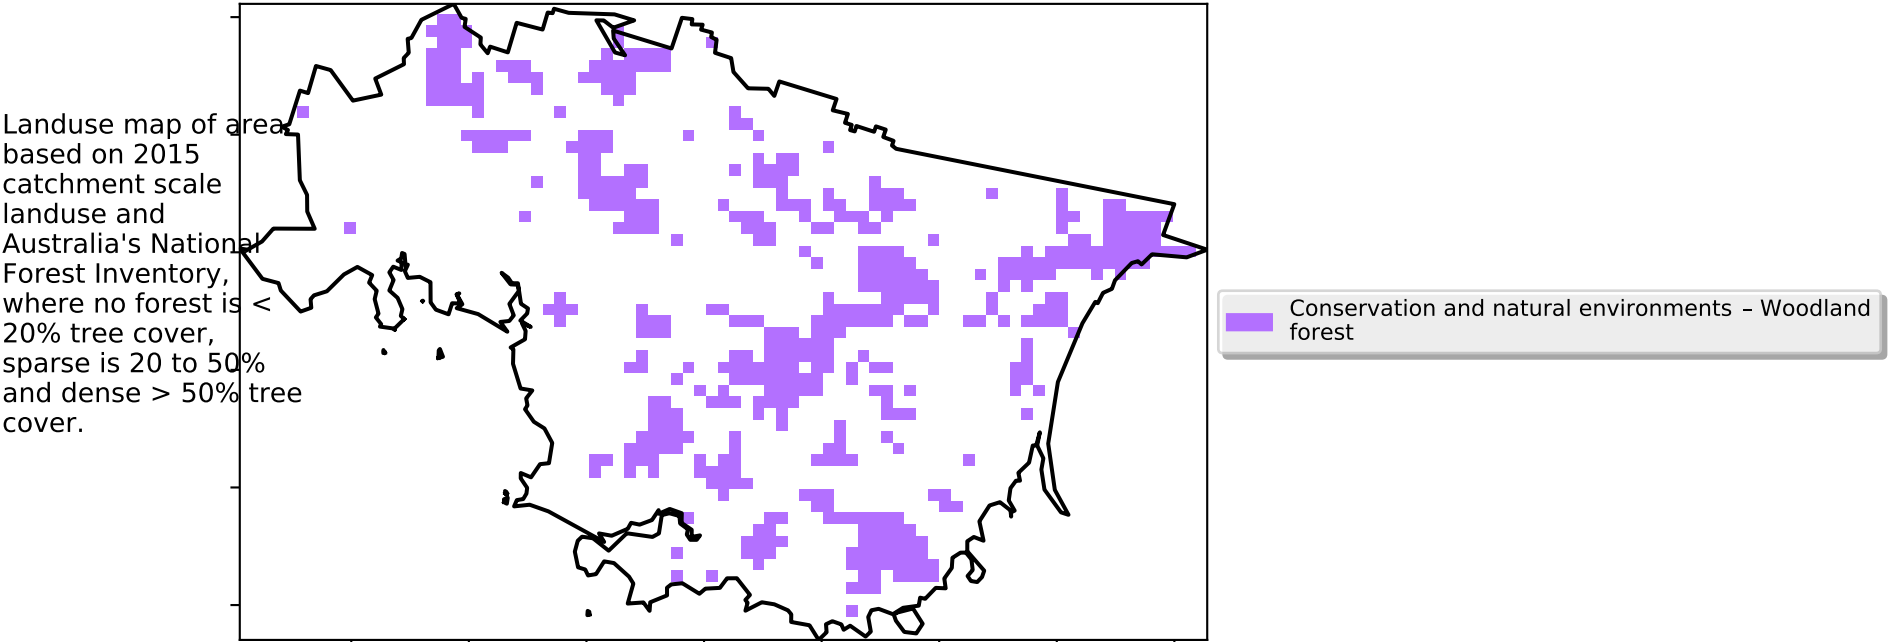 Landuse map of area
based on 2015
catchment scale
landuse and
Australia's National
Forest Inventory,
where no forest is <
20% tree cover,
sparse is 20 to 50%
and dense > 50% tree
cover.
Conservation and natural environments – Woodland
forest